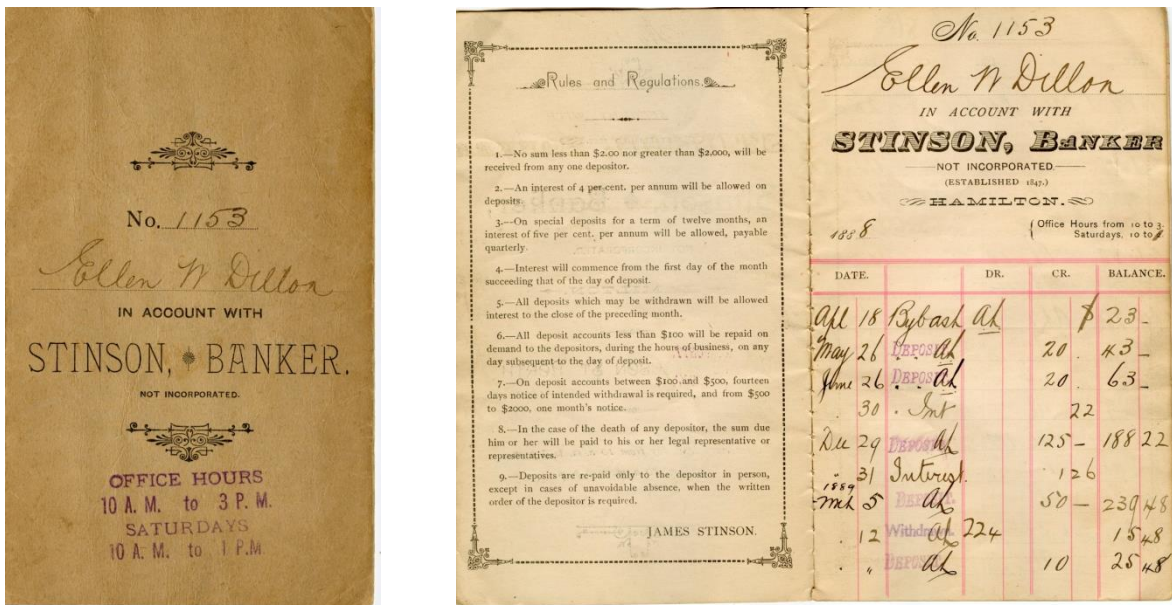 No. 1153
Ellen W Dillon
IN ACCOUNT WITH
STINSON, BANKER.
NOT INCORPORATED.
OFFICE HOURS
10 A. M. to 3 P. M.
SATURDAYS
10 A. M. to 1 P.M.
Rules and Regulations.
1.—No sum less than $2.00 nor greater than $2,000, will be
received from any one depositor.
2.—An interest of 4 per cent. per annum will be allowed on
deposits.
3.—On special deposits for a term of twelve months, an
interest of five per cent. per annum will be allowed, payable
quarterly.
4.—Interest will commence from the first day of the month
succeeding that of the day of deposit.
5.—All deposits which may be withdrawn will be allowed
interest to the close of the preceding month.
6.—All deposit accounts less than $100 will be repaid on
demand to the depositors, during the hours of business, on any
day subsequent to the day of deposit.
7.—On deposit accounts between $100 and $500, fourteen
days notice of intended withdrawal is required, and from $500
to $2000, one month's notice.
8.—In the case of the death of any depositor, the sum due
him or her will be paid to his or her legal representative or
representatives.
9.—Deposits are re-paid only to the depositor in person,
except in cases of unavoidable absence, when the written
order of the depositor is required.
JAMES STINSON.
No. 1153
Ellen W Dillon
IN ACCOUNT WITH
STINSON, BANKER
NOT INCORPORATED.
(ESTABLISHED 1847.)
HAMILTON.
1888
Office Hours from 10 to 3.
Saturdays, 10 to 1
DATE. DR. CR. BALANCE.
Apl 18 By Cash $ 23 —
May 26 DEPOSIT 20 . 43 —
June 26 DEPOSIT 20 . 63 —
. 30 . Int 22
Dec 29 DEPOSIT 125 — 188 22
" 31 Interest 1 26
1889
Mch 5 DEPOSIT. 50 — 239 48
. 12 Withdrawn 224 15 48
. " DEPOSIT 10 25 48